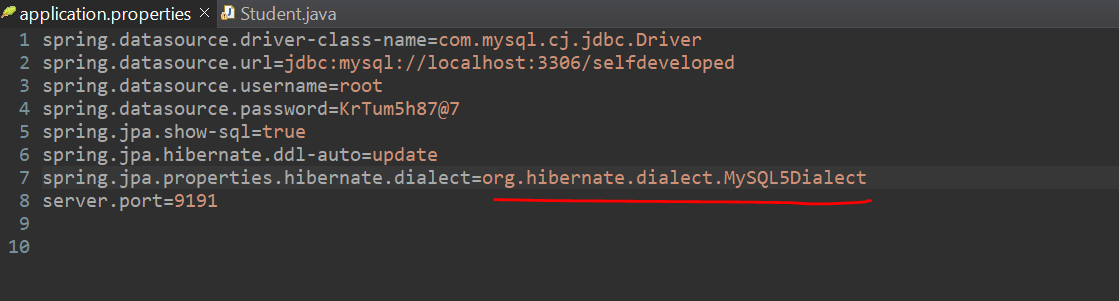 application.properties Student.java
1 spring.datasource.driver-class-name=com.mysql.cj.jdbc.Driver
2 spring.datasource.url=jdbc:mysql://localhost:3306/selfdeveloped
3 spring.datasource.username=root
4 spring.datasource.password=KrTum5h87@7
5 spring.jpa.show-sql=true
6 spring.jpa.hibernate.ddl-auto=update
7 spring.jpa.properties.hibernate.dialect=org.hibernate.dialect.MySQL5Dialect
8 server.port=9191
9
10